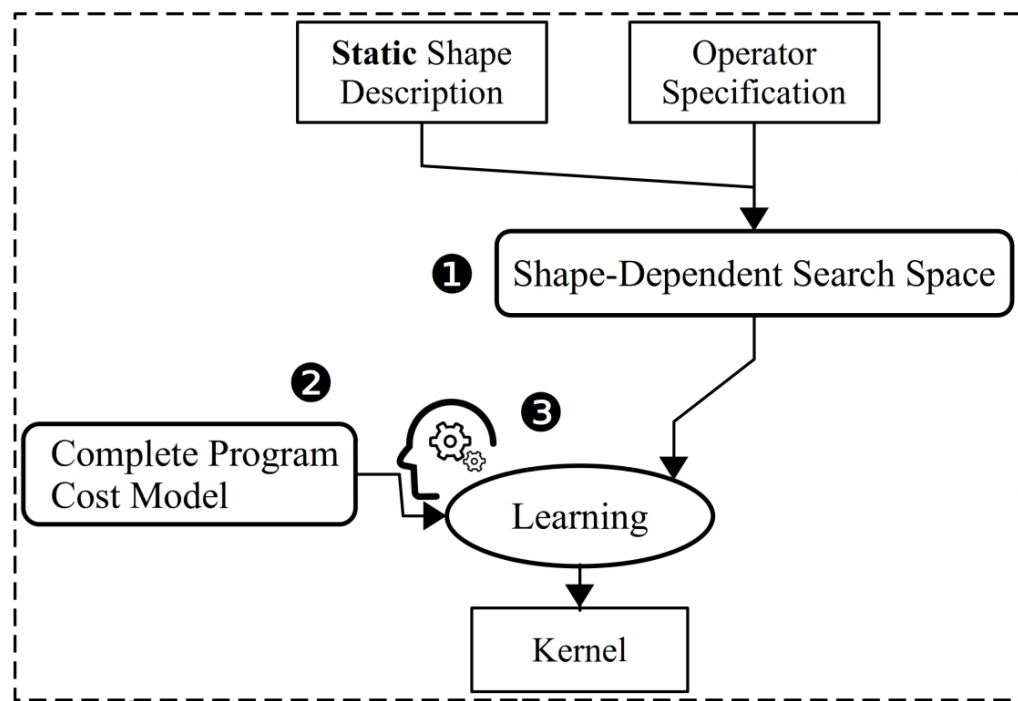 Static Shape
Description
Operator
Specification
❶
Shape-Dependent Search Space
❷
❸
Complete Program
Cost Model
Learning
Kernel